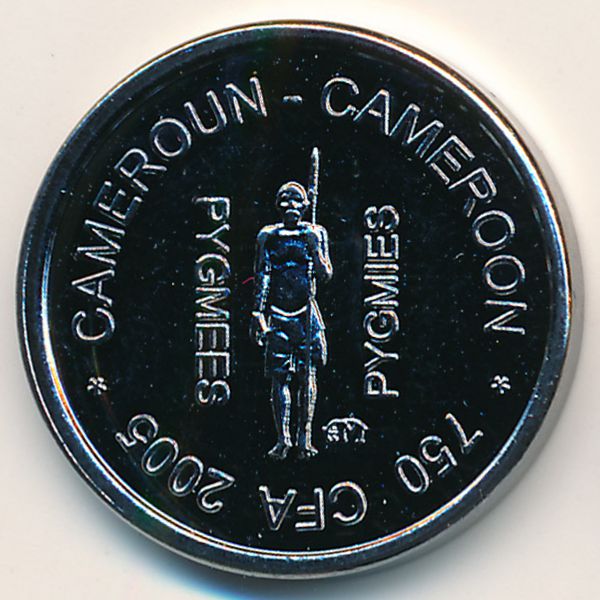 CAMEROUN - CAMEROON
PYGMEES
PYGMIES
* 750 CFA 2005 *